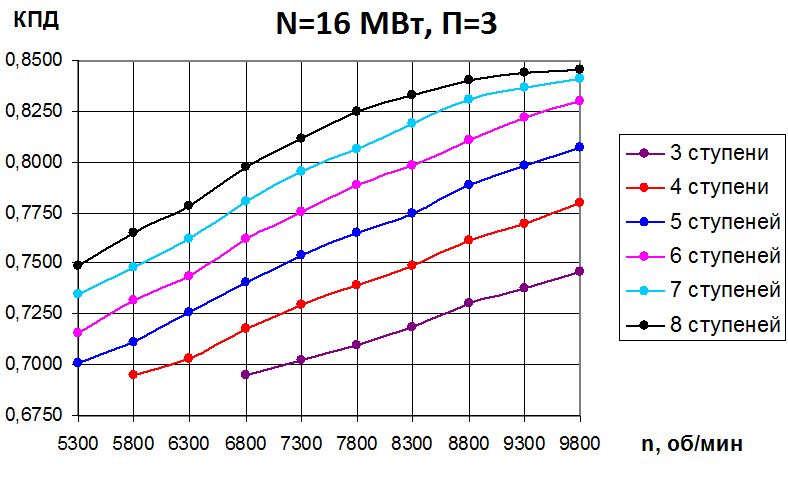 КПД
N=16 МВт, П=3
0,8500
0,8250
0,8000
0,7750
0,7500
0,7250
0,7000
0,6750
5300 5800 6300 6800 7300 7800 8300 8800 9300 9800
n, об/мин
3 ступени
4 ступени
5 ступеней
6 ступеней
7 ступеней
8 ступеней